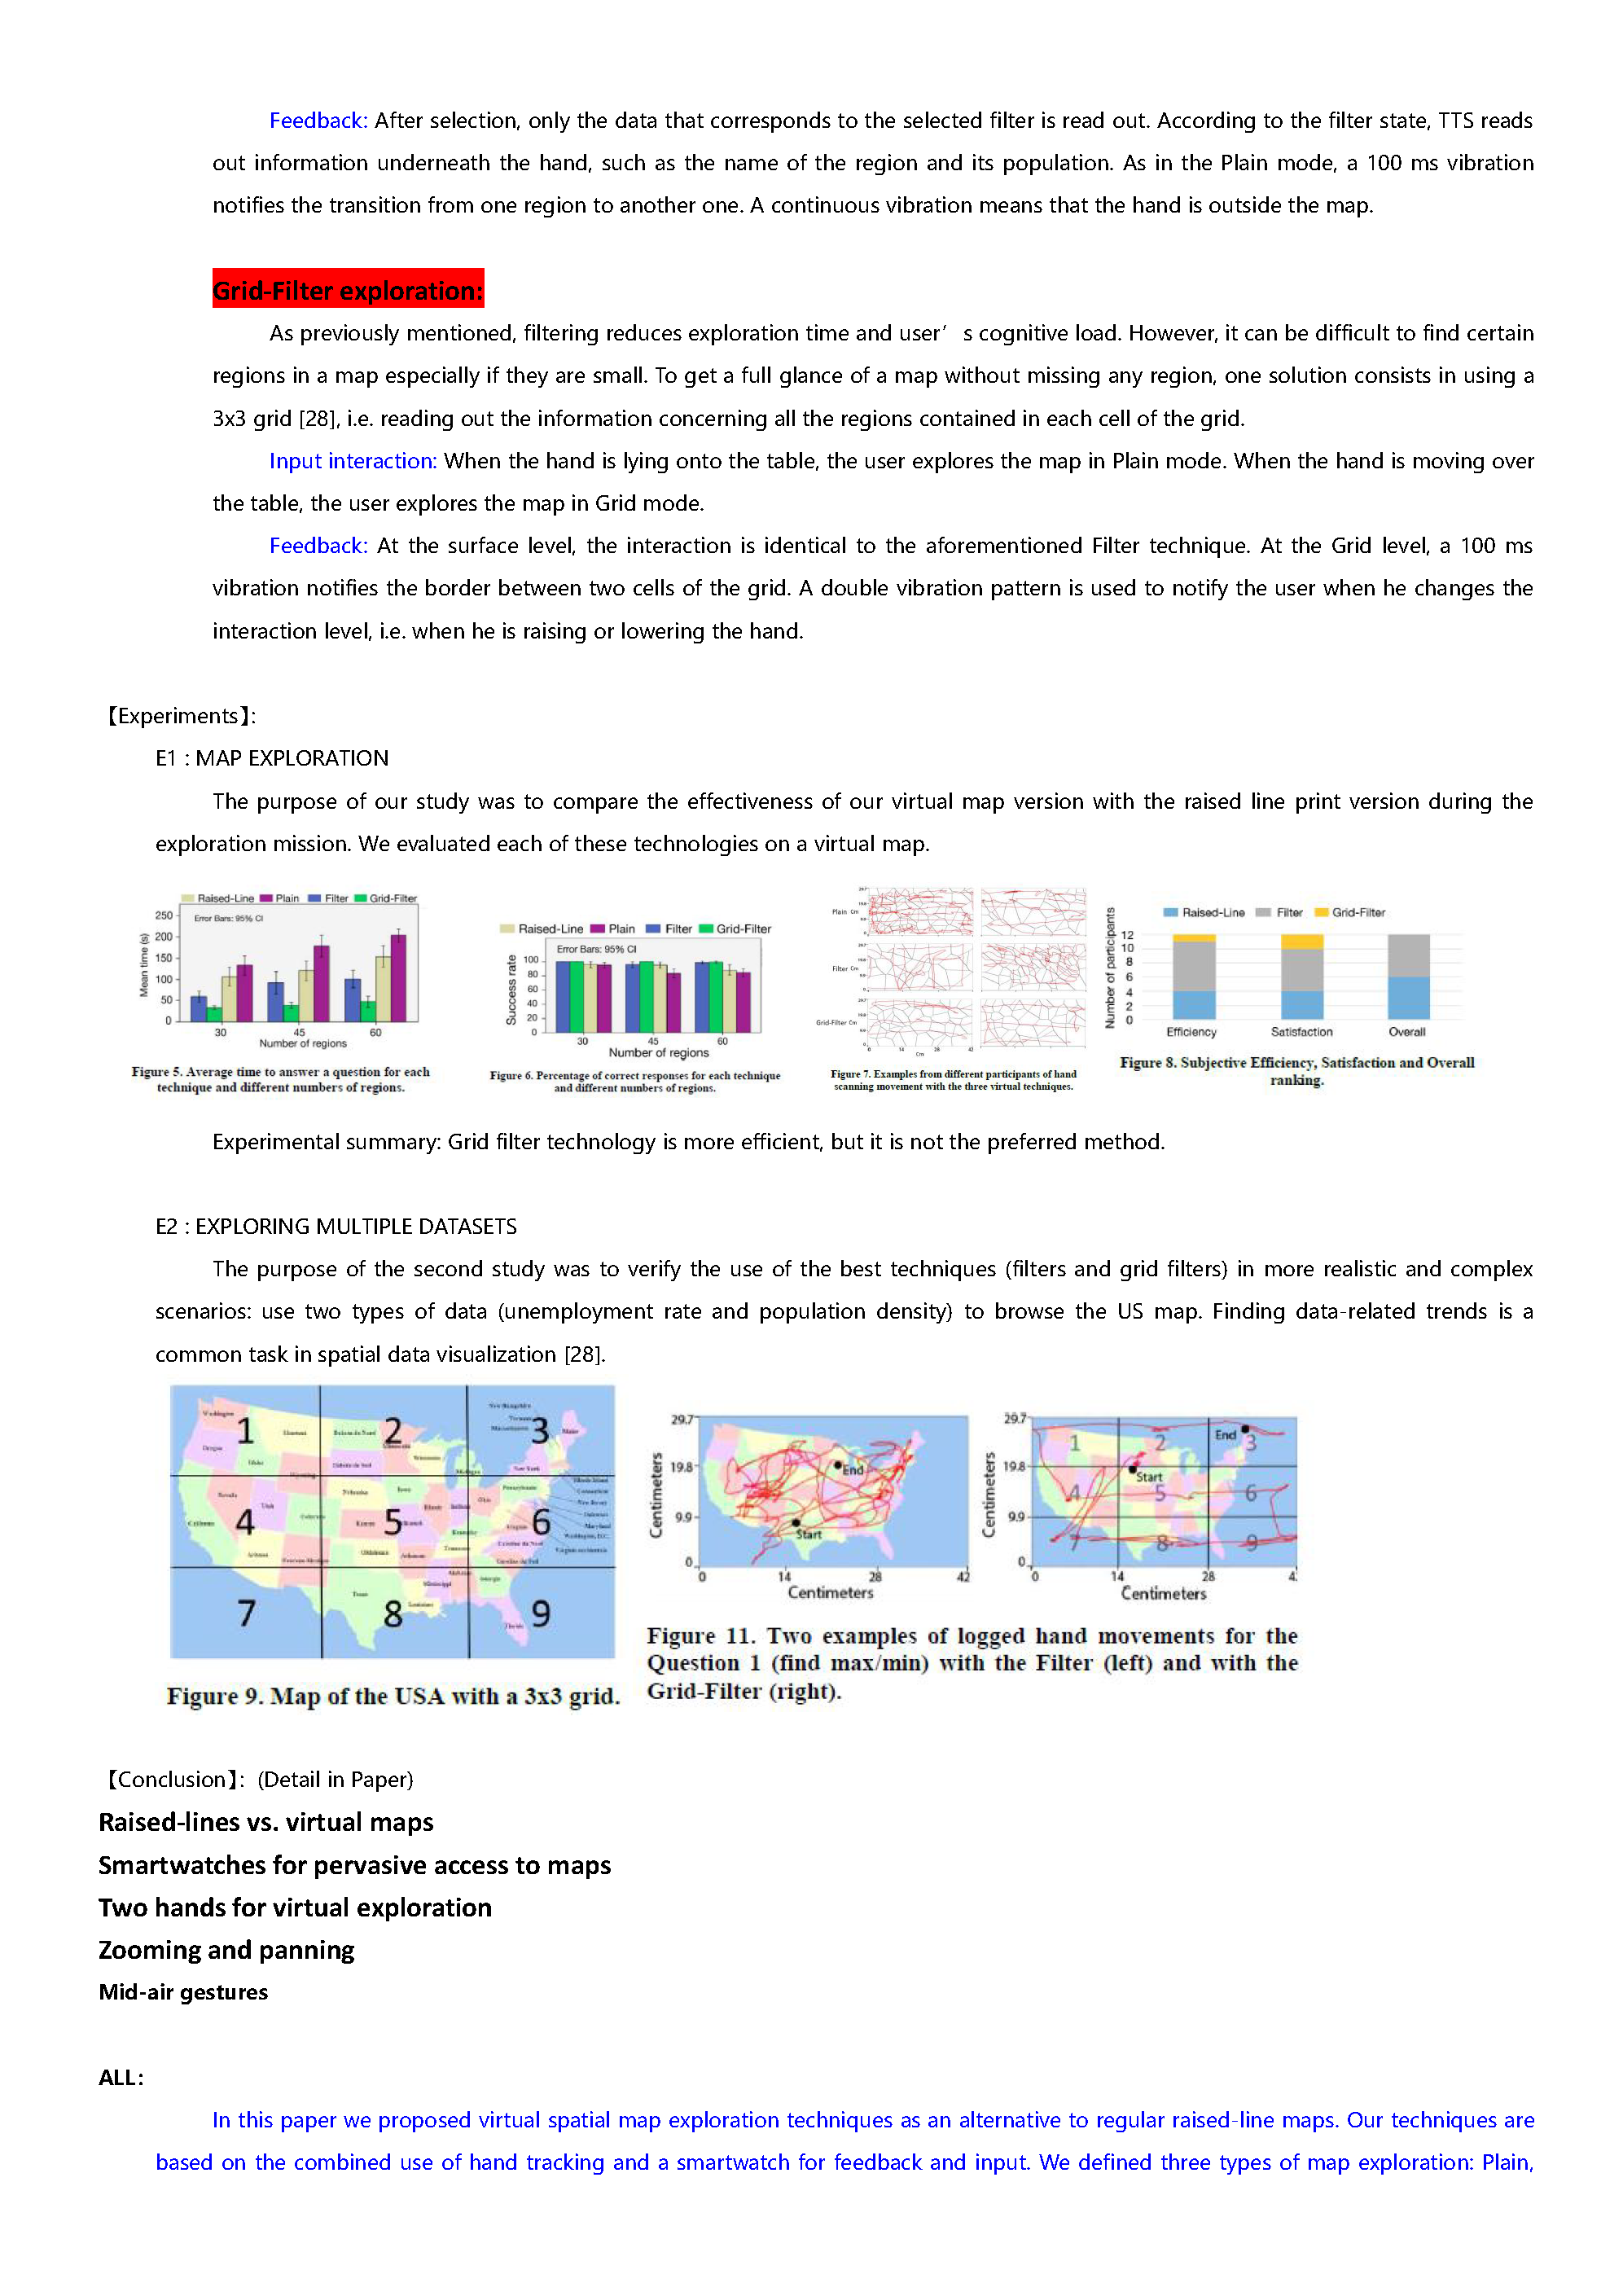 Feedback: After selection, only the data that corresponds to the selected filter is read out. According to the filter state, TTS reads
out information underneath the hand, such as the name of the region and its population. As in the Plain mode, a 100 ms vibration
notifies the transition from one region to another one. A continuous vibration means that the hand is outside the map.
Grid-Filter exploration:
As previously mentioned, filtering reduces exploration time and user’s cognitive load. However, it can be difficult to find certain
regions in a map especially if they are small. To get a full glance of a map without missing any region, one solution consists in using a
3x3 grid [28], i.e. reading out the information concerning all the regions contained in each cell of the grid.
Input interaction: When the hand is lying onto the table, the user explores the map in Plain mode. When the hand is moving over
the table, the user explores the map in Grid mode.
Feedback: At the surface level, the interaction is identical to the aforementioned Filter technique. At the Grid level, a 100 ms
vibration notifies the border between two cells of the grid. A double vibration pattern is used to notify the user when he changes the
interaction level, i.e. when he is raising or lowering the hand.
【Experiments】:
E1 : MAP EXPLORATION
The purpose of our study was to compare the effectiveness of our virtual map version with the raised line print version during the
exploration mission. We evaluated each of these technologies on a virtual map.
Raised-Line Plain Filter Grid-Filter
Error Bars: 95% CI
Mean time (s)
250
200
150
100
50
0
30 45 60
Number of regions
Figure 5. Average time to answer a question for each
technique and different numbers of regions.
Raised-Line Plain Filter Grid-Filter
Error Bars: 95% CI
Success rate
100
80
60
40
20
0
30 45 60
Number of regions
Figure 6. Percentage of correct responses for each technique
and different numbers of regions.
Plain Cm
Filter Cm
Grid-Filter Cm
0 14 28 42
Cm
Figure 7. Examples from different participants of hand
scanning movement with the three virtual techniques.
Raised-Line Filter Grid-Filter
Number of participants
12
10
8
6
4
2
0
Efficiency Satisfaction Overall
Figure 8. Subjective Efficiency, Satisfaction and Overall
ranking.
Experimental summary: Grid filter technology is more efficient, but it is not the preferred method.
E2 : EXPLORING MULTIPLE DATASETS
The purpose of the second study was to verify the use of the best techniques (filters and grid filters) in more realistic and complex
scenarios: use two types of data (unemployment rate and population density) to browse the US map. Finding data-related trends is a
common task in spatial data visualization [28].
1 2 3
4 5 6
7 8 9
Figure 9. Map of the USA with a 3x3 grid.
Centimeters
29.7
19.8
9.9
0
End
Start
0 14 28 42
Centimeters
Centimeters
29.7
19.8
9.9
0
1 2 End 3
Start
4 5 6
7 8 9
0 14 28 4
Centimeters
Figure 11. Two examples of logged hand movements for the
Question 1 (find max/min) with the Filter (left) and with the
Grid-Filter (right).
【Conclusion】: (Detail in Paper)
Raised-lines vs. virtual maps
Smartwatches for pervasive access to maps
Two hands for virtual exploration
Zooming and panning
Mid-air gestures
ALL:
In this paper we proposed virtual spatial map exploration techniques as an alternative to regular raised-line maps. Our techniques are
based on the combined use of hand tracking and a smartwatch for feedback and input. We defined three types of map exploration: Plain,